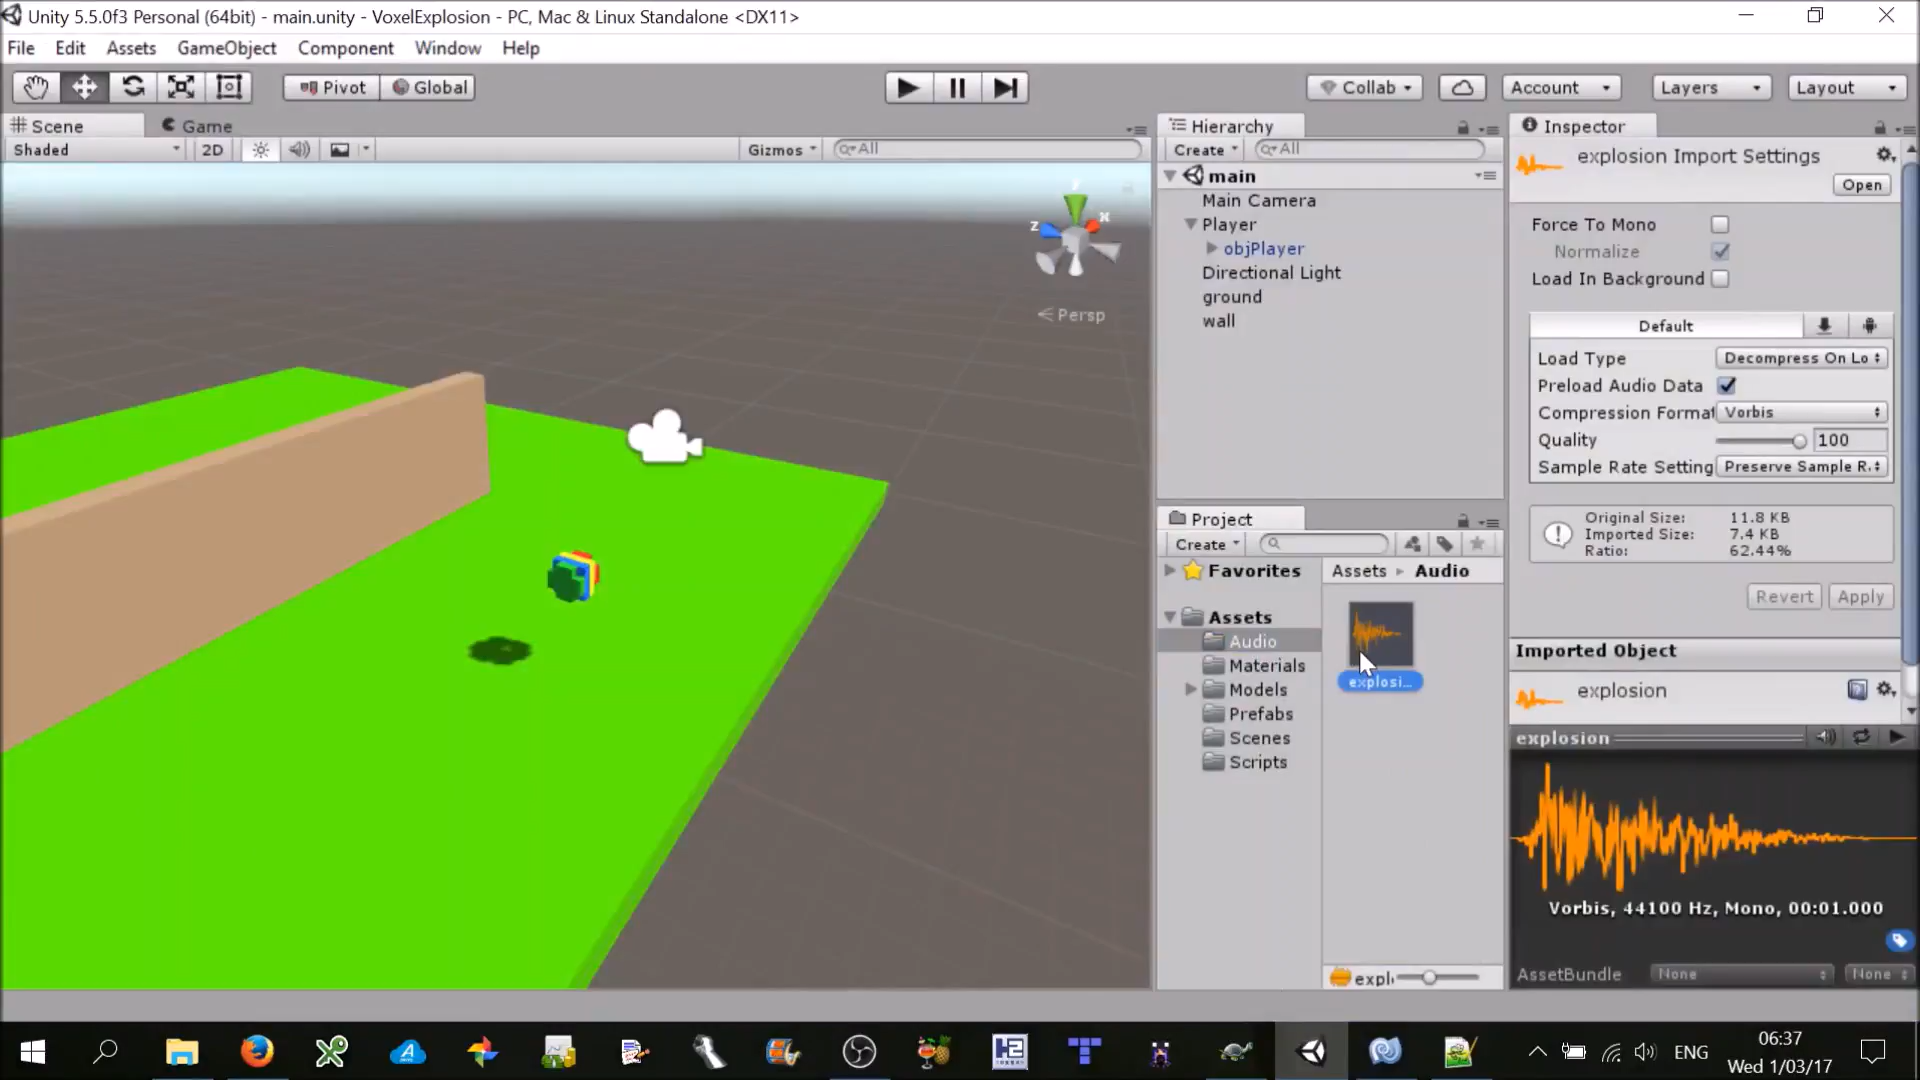 Unity 5.5.0f3 Personal (64bit) - main.unity - VoxelExplosion - PC, Mac & Linux Standalone <DX11>
File Edit Assets GameObject Component Window Help
Pivot Global Collab Account Layers Layout
Scene Game
Shaded 2D Gizmos All
Persp
y
x
z
Hierarchy
Create All
main
Main Camera
Player
objPlayer
Directional Light
ground
wall
Project
Create
Favorites
Assets
Audio
Materials
Models
Prefabs
Scenes
Scripts
Assets Audio
explosi...
expl
Inspector
explosion Import Settings
Open
Force To Mono
Normalize
Load In Background
Default
Load Type Decompress On Lo
Preload Audio Data
Compression Format Vorbis
Quality 100
Sample Rate Setting Preserve Sample R.
Original Size: 11.8 KB
Imported Size: 7.4 KB
Ratio: 62.44%
Revert Apply
Imported Object
explosion
explosion
Vorbis, 44100 Hz, Mono, 00:01.000
AssetBundle None None
ENG
06:37
Wed 1/03/17